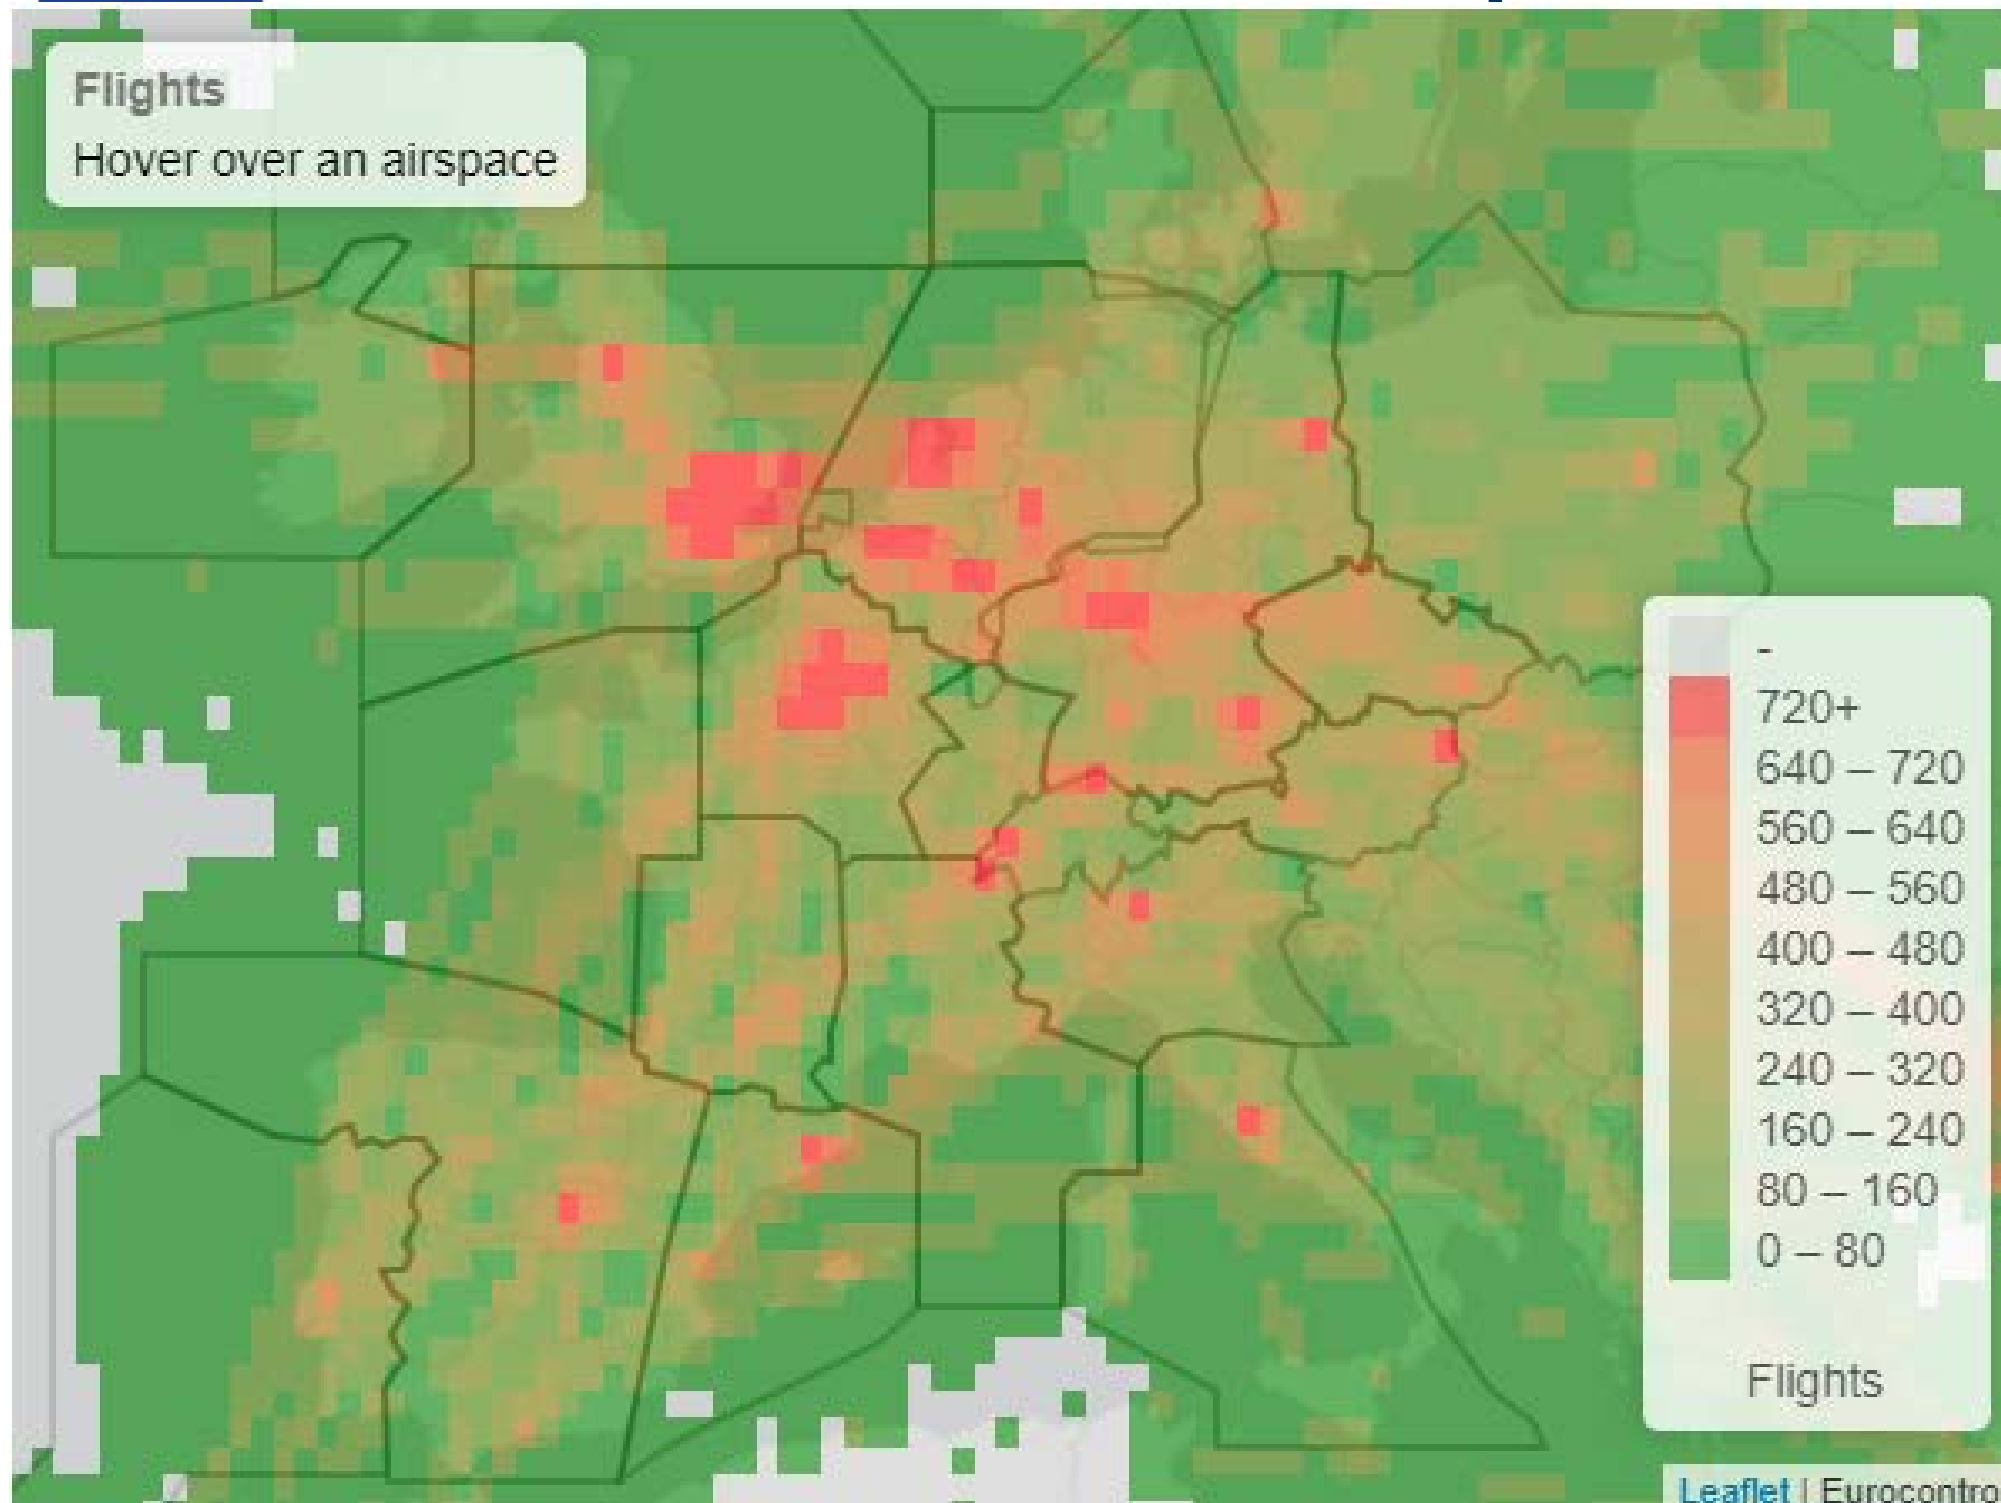 Flights
Hover over an airspace
-
720+
640 – 720
560 – 640
480 – 560
400 – 480
320 – 400
240 – 320
160 – 240
80 – 160
0 – 80
Flights
Leaflet | Eurocontro